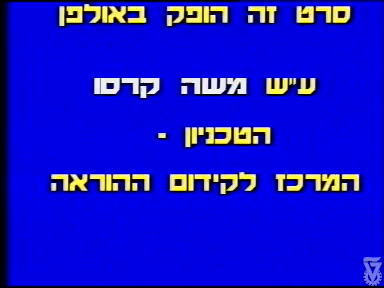 סרט זה הופק באולפן
ע"ש משה קרסו
הטכניון -
המרכז לקידום ההוראה